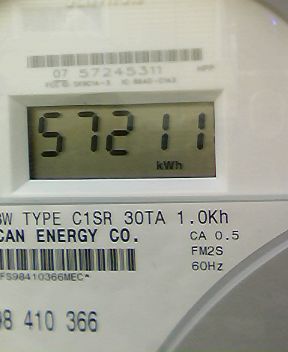 07 57245311
57211
kWh
W TYPE C1SR 30TA 1.0Kh
CAN ENERGY CO.
CA 0.5
FM2S
60Hz
FS98410366MEC*
98 410 366